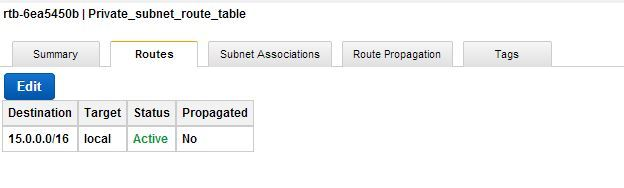 rtb-6ea5450b | Private_subnet_route_table
Summary Routes Subnet Associations Route Propagation Tags
Edit
Destination Target Status Propagated
15.0.0.0/16 local Active No